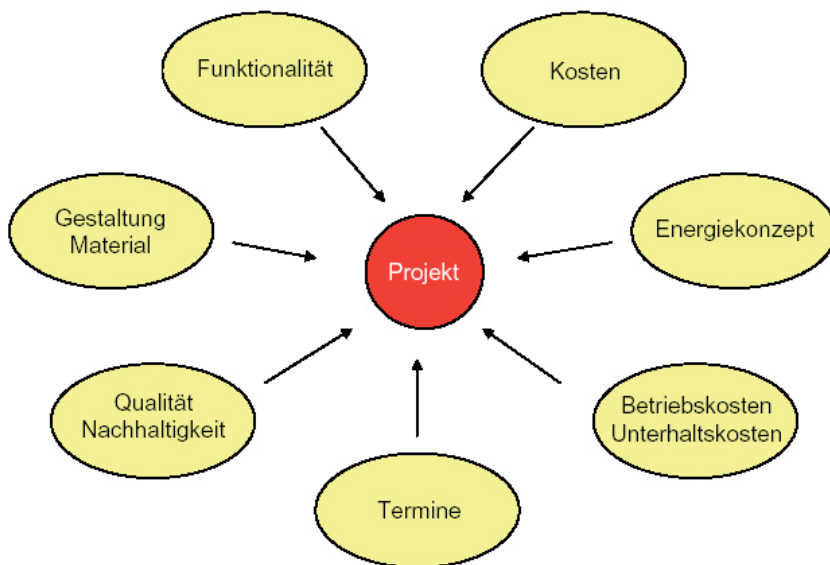 Funktionalität
Kosten
Gestaltung
Material
Energiekonzept
Projekt
Qualität
Nachhaltigkeit
Betriebskosten
Unterhaltskosten
Termine